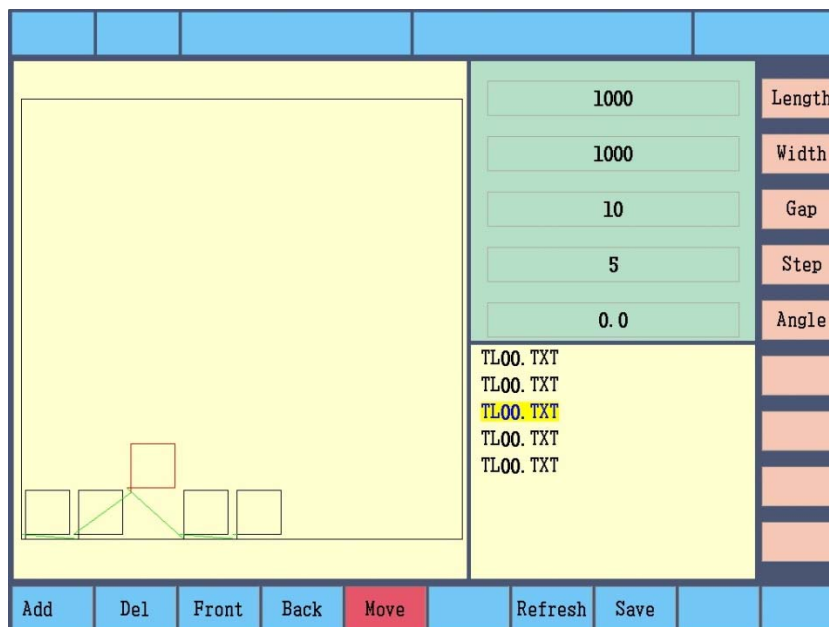 1000 Length
1000 Width
10 Gap
5 Step
0.0 Angle
TL00.TXT
TL00.TXT
TL00.TXT
TL00.TXT
TL00.TXT
Add Del Front Back Move Refresh Save